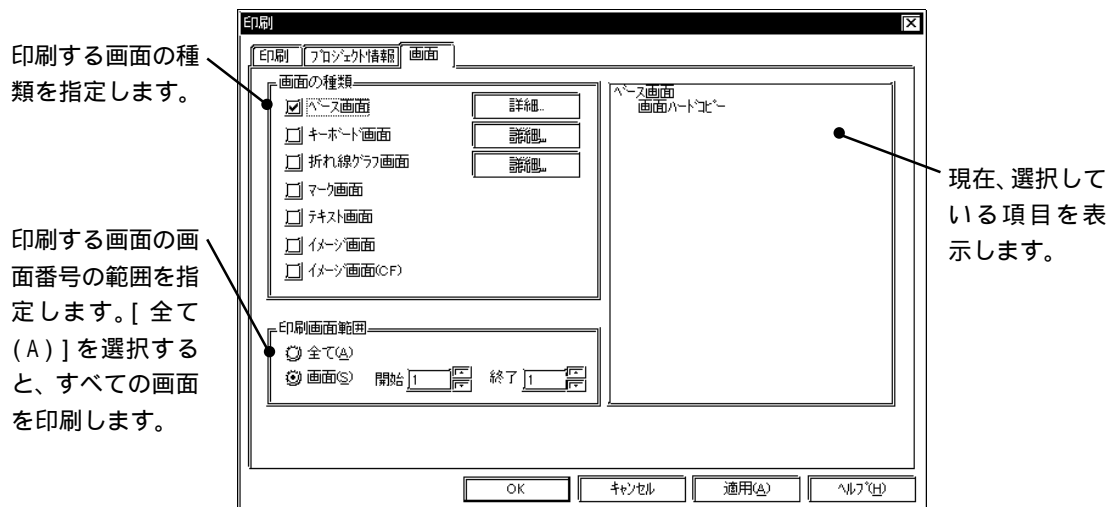 印刷
印刷 プロジェクト情報 画面
印刷する画面の種
類を指定します。
画面の種類
ベース画面 詳細...
キーボード画面 詳細...
折れ線グラフ画面 詳細...
マーク画面
テキスト画面
イメージ画面
イメージ画面(CF)
ベース画面
画面ハードコピー
現在、選択して
いる項目を表
示します。
印刷する画面の画
面番号の範囲を指
定します。[ 全て
(A)]を選択する
と、すべての画面
を印刷します。
印刷画面範囲
全て(A)
画面(S) 開始 1 終了 1
OK キャンセル 適用(A) ヘルプ(H)